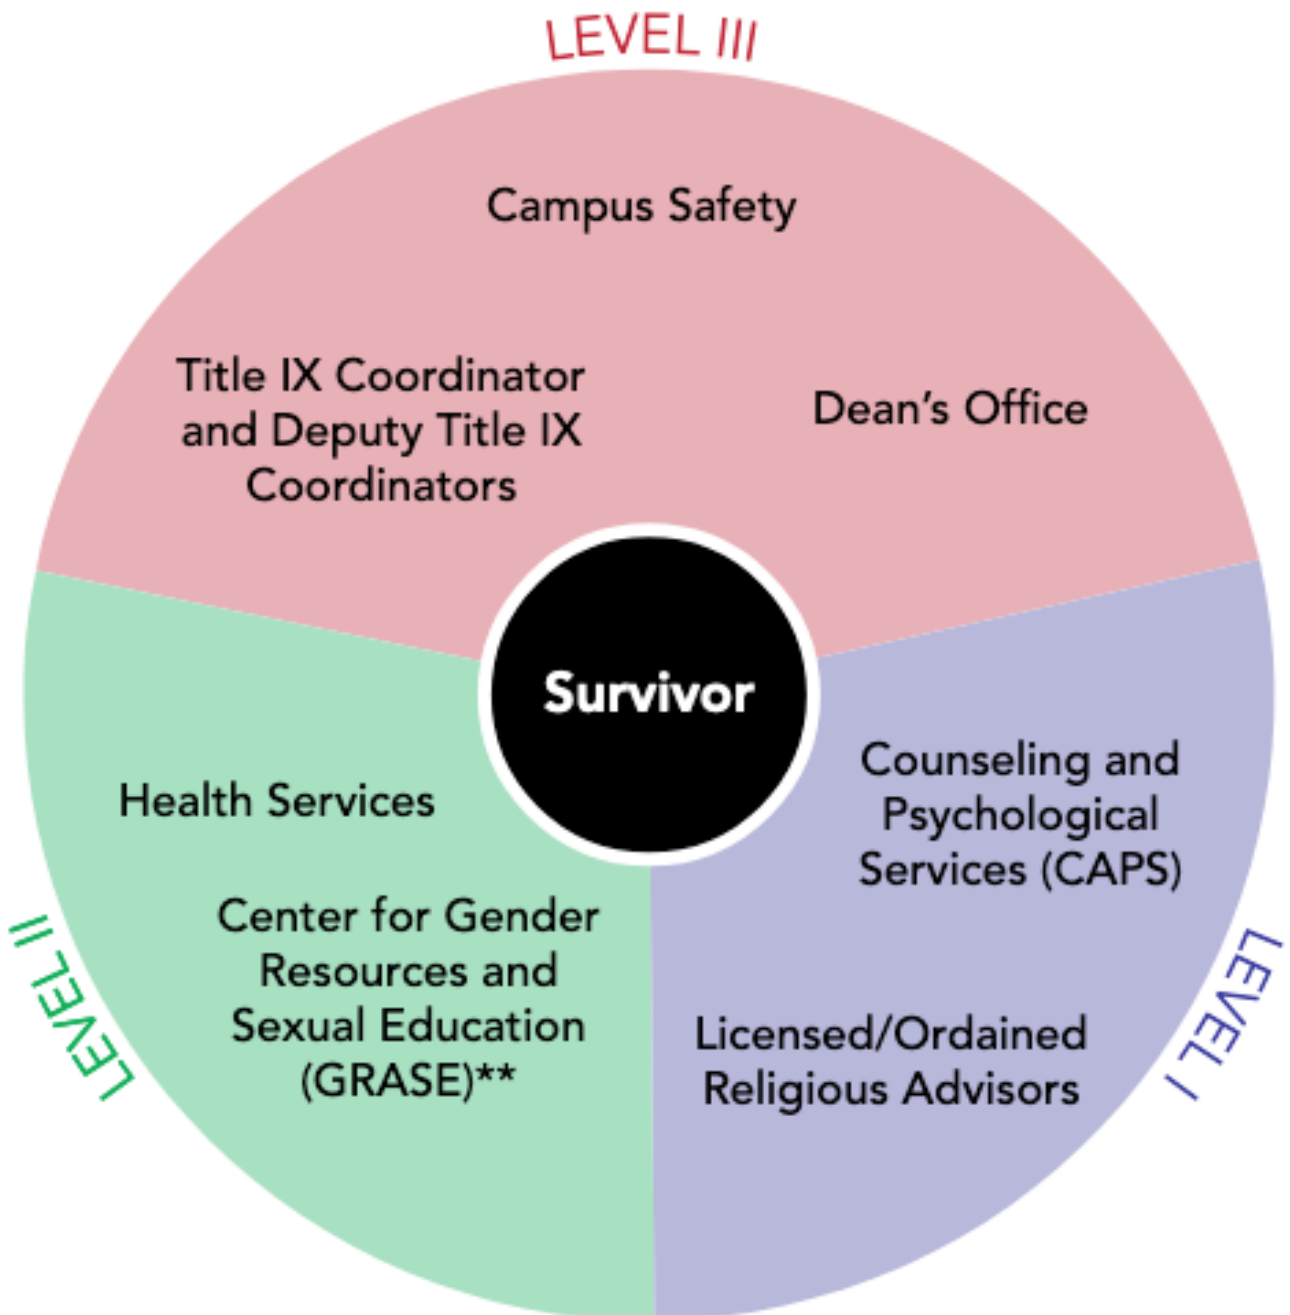 LEVEL III
Campus Safety
Title IX Coordinator
and Deputy Title IX
Coordinators
Dean’s Office
Survivor
Health Services
Center for Gender
Resources and
Sexual Education
(GRASE)**
LEVEL II
Counseling and
Psychological
Services (CAPS)
Licensed/Ordained
Religious Advisors
LEVEL I